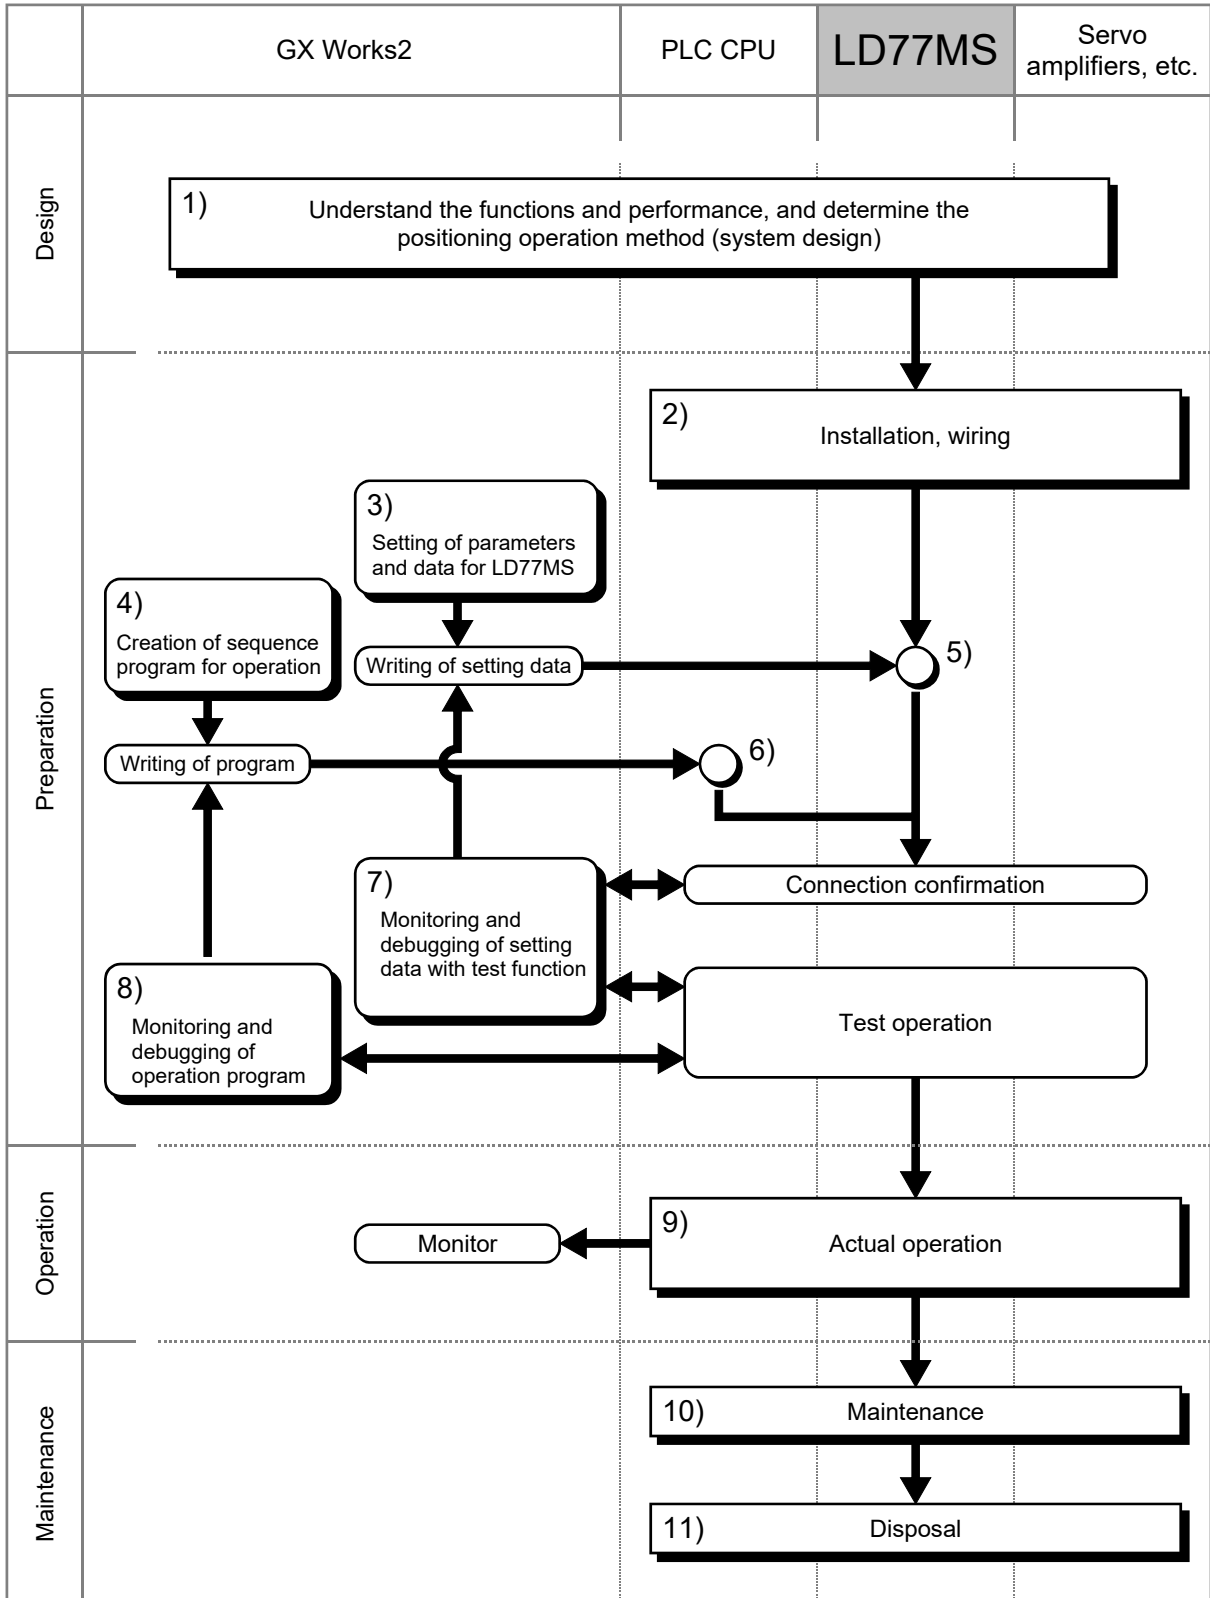 GX Works2
PLC CPU
LD77MS
Servo
amplifiers, etc.
Design
1)
Understand the functions and performance, and determine the
positioning operation method (system design)
Preparation
2)
Installation, wiring
3)
Setting of parameters
and data for LD77MS
4)
Creation of sequence
program for operation
Writing of setting data
5)
Writing of program
6)
7)
Monitoring and
debugging of setting
data with test function
Connection confirmation
8)
Monitoring and
debugging of
operation program
Test operation
Operation
Monitor
9)
Actual operation
Maintenance
10)
Maintenance
11)
Disposal